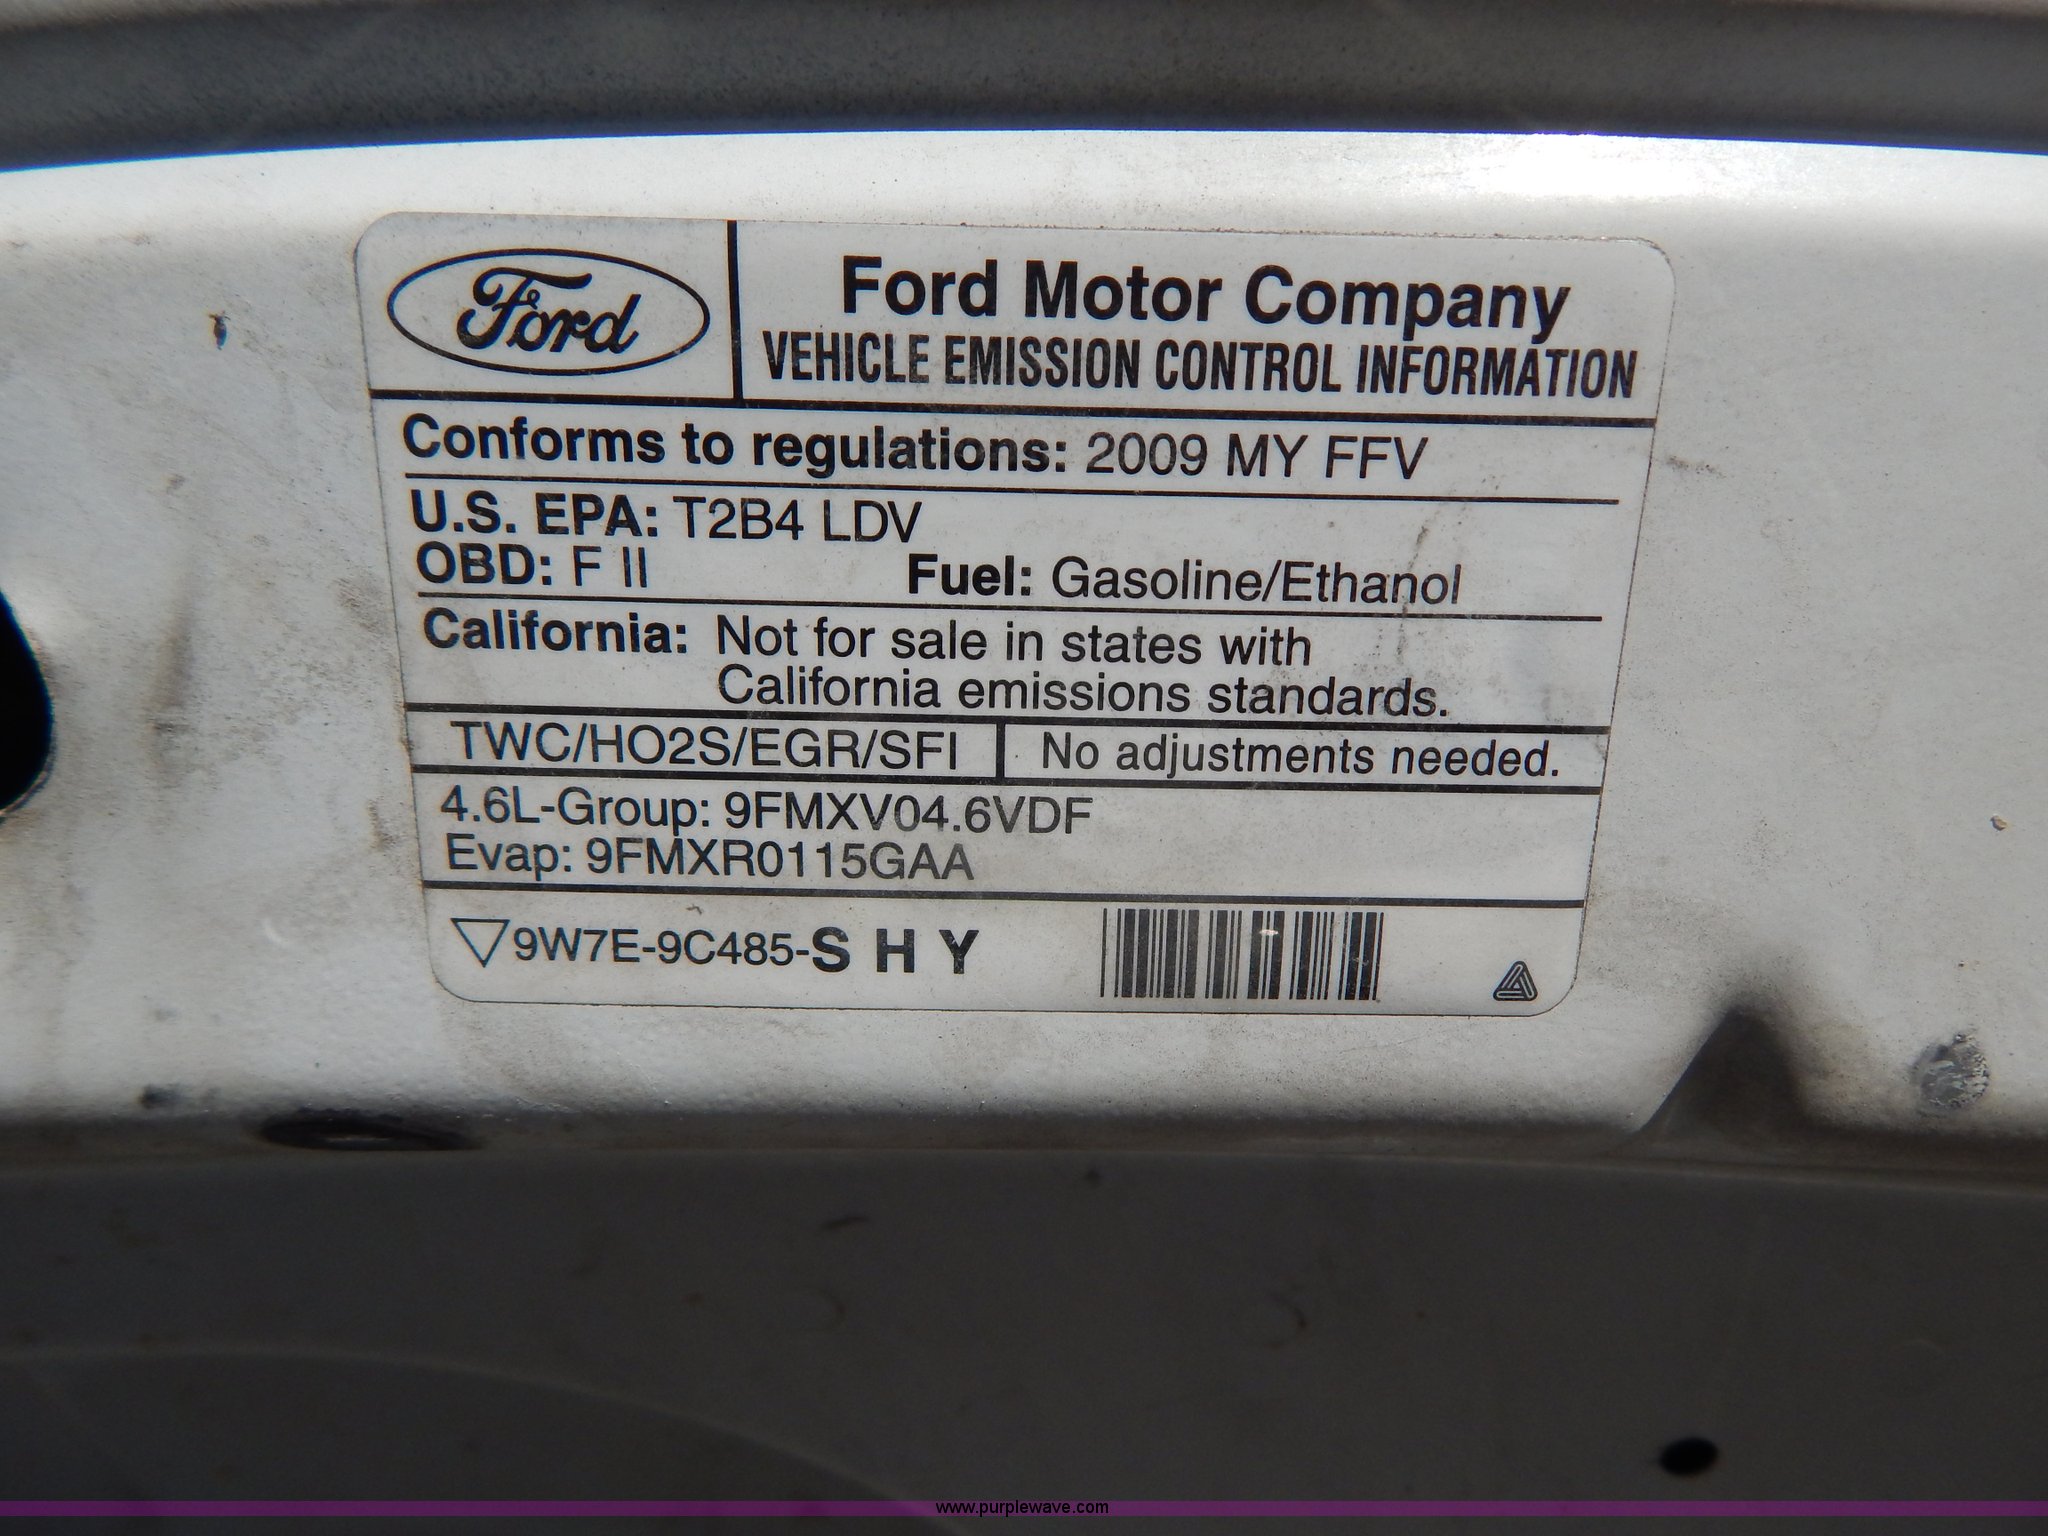 Ford
Ford Motor Company
VEHICLE EMISSION CONTROL INFORMATION
Conforms to regulations: 2009 MY FFV
U.S. EPA: T2B4 LDV
OBD: F II Fuel: Gasoline/Ethanol
California: Not for sale in states with
California emissions standards.
TWC/HO2S/EGR/SFI No adjustments needed.
4.6L-Group: 9FMXV04.6VDF
Evap: 9FMXR0115GAA
9W7E-9C485-S H Y
www.purplewave.com